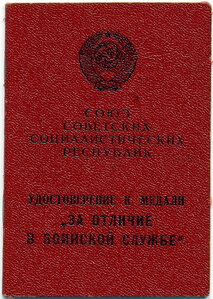 СОЮЗ
СОВЕТСКИХ
СОЦИАЛИСТИЧЕСКИХ
РЕСПУБЛИК
УДОСТОВЕРЕНИЕ К МЕДАЛИ
„ЗА ОТЛИЧИЕ
В ВОИНСКОЙ СЛУЖБЕ"